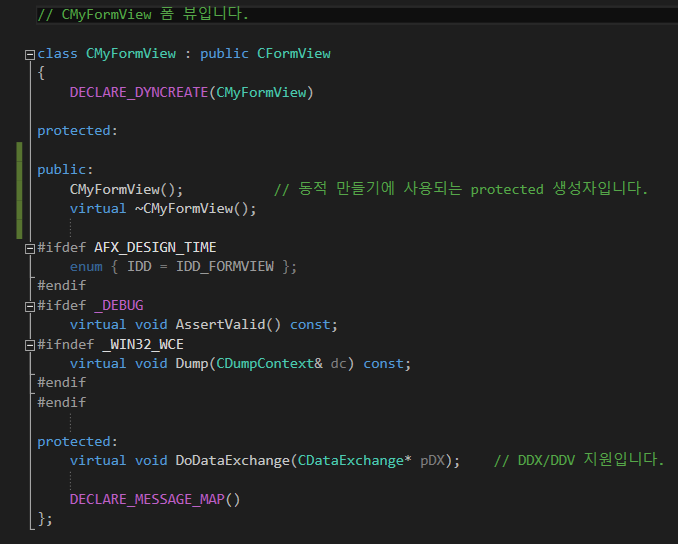 // CMyFormView 폼 뷰입니다.
class CMyFormView : public CFormView
{
DECLARE_DYNCREATE(CMyFormView)
protected:
public:
CMyFormView(); // 동적 만들기에 사용되는 protected 생성자입니다.
virtual ~CMyFormView();
#ifdef AFX_DESIGN_TIME
enum { IDD = IDD_FORMVIEW };
#endif
#ifdef _DEBUG
virtual void AssertValid() const;
#ifndef _WIN32_WCE
virtual void Dump(CDumpContext& dc) const;
#endif
#endif
protected:
virtual void DoDataExchange(CDataExchange* pDX); // DDX/DDV 지원입니다.
DECLARE_MESSAGE_MAP()
};